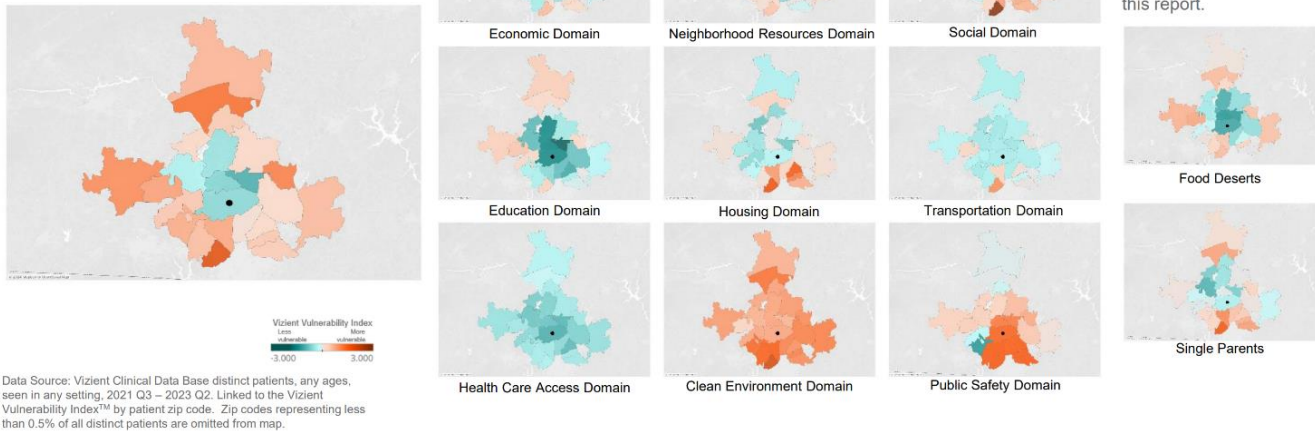 this report.
Economic Domain
Neighborhood Resources Domain
Social Domain
Education Domain
Housing Domain
Transportation Domain
Food Deserts
Health Care Access Domain
Clean Environment Domain
Public Safety Domain
Single Parents
Vizient Vulnerability Index
Less vulnerable
More vulnerable
-3.000
3.000
Data Source: Vizient Clinical Data Base distinct patients, any ages,
seen in any setting, 2021 Q3 – 2023 Q2. Linked to the Vizient
Vulnerability Index™ by patient zip code. Zip codes representing less
than 0.5% of all distinct patients are omitted from map.